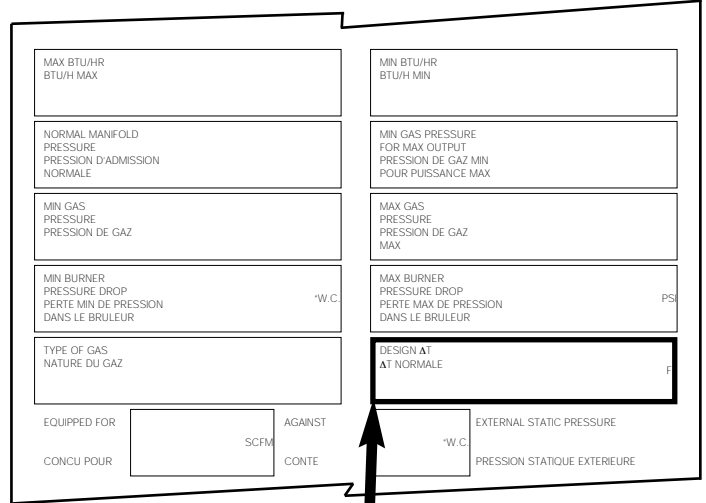 MAX BTU/HR
BTU/H MAX
MIN BTU/HR
BTU/H MIN
NORMAL MANIFOLD
PRESSURE
PRESSION D'ADMISSION
NORMALE
MIN GAS PRESSURE
FOR MAX OUTPUT
PRESSION DE GAZ MIN
POUR PUISSANCE MAX
MIN GAS
PRESSURE
PRESSION DE GAZ
MAX GAS
PRESSURE
PRESSION DE GAZ
MAX
MIN BURNER
PRESSURE DROP
PERTE MIN DE PRESSION
DANS LE BRULEUR
"W.C.
MAX BURNER
PRESSURE DROP
PERTE MAX DE PRESSION
DANS LE BRULEUR
PSI
TYPE OF GAS
NATURE DU GAZ
DESIGN ΔT
ΔT NORMALE
F
EQUIPPED FOR
CONCU POUR
SCFM
AGAINST
CONTE
"W.C.
EXTERNAL STATIC PRESSURE
PRESSION STATIQUE EXTERIEURE